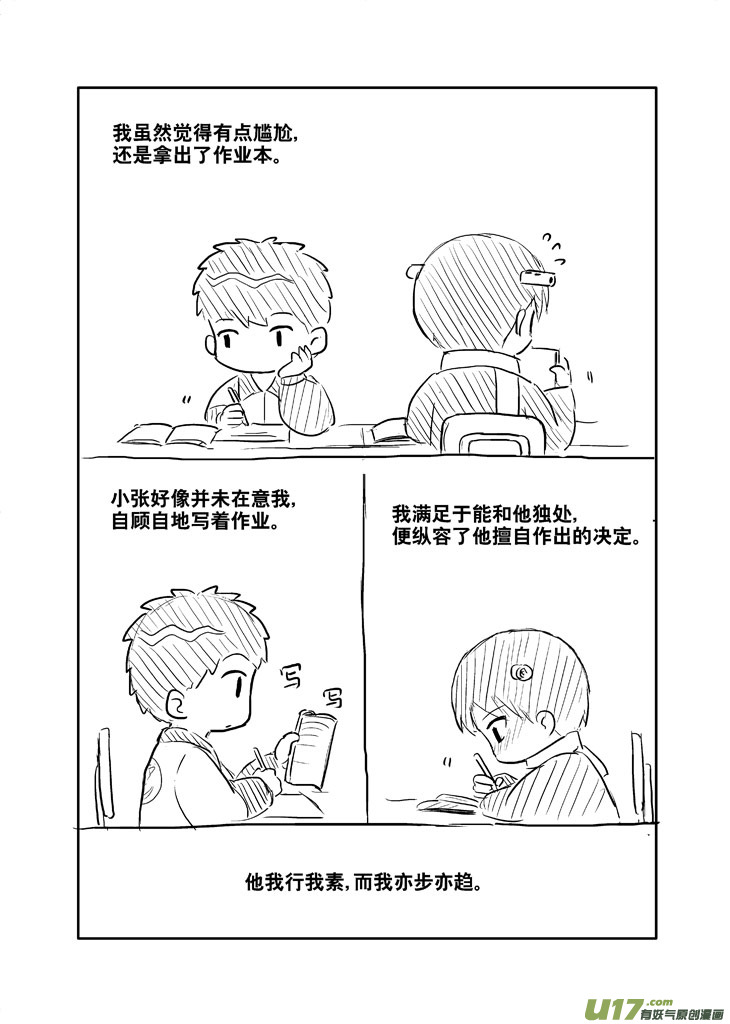 我虽然觉得有点尴尬,
还是拿出了作业本。
小张好像并未在意我,
自顾自地写着作业。
我满足于能和他独处,
便纵容了他擅自作出的决定。
写
写
他我行我素,而我亦步亦趋。
U17.com
有妖气原创漫画